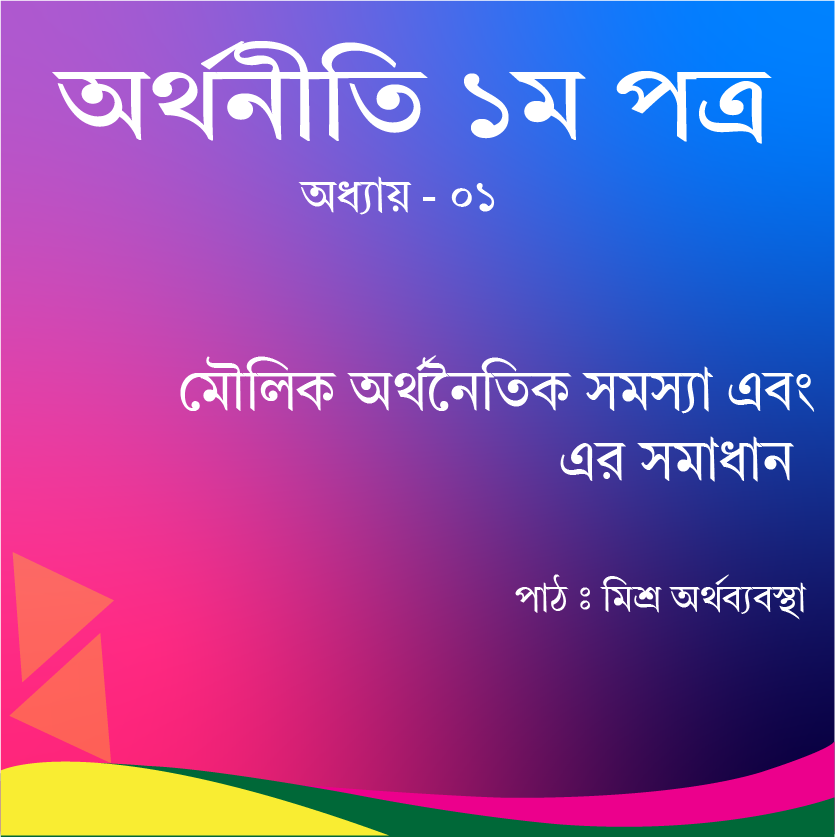 অর্থনীতি ১ম পত্র
অধ্যায় - ০১
মৌলিক অর্থনৈতিক সমস্যা এবং
এর সমাধান
পাঠ ঃ মিশ্র অর্থব্যবস্থা